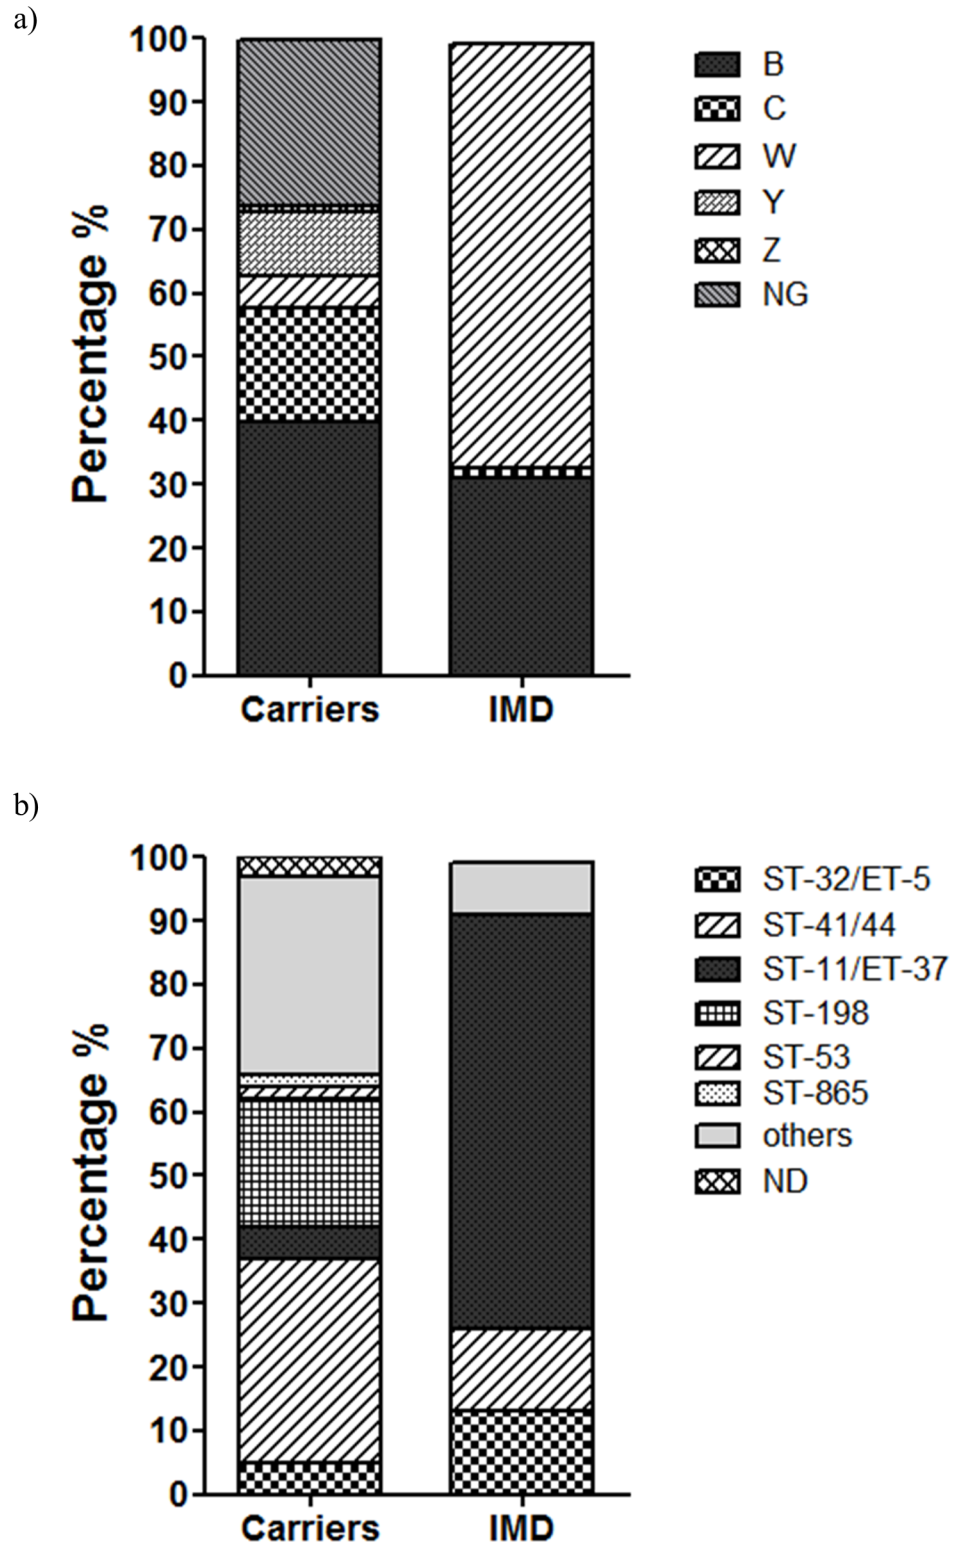 a)
Percentage %
100
90
80
70
60
50
40
30
20
10
0
Carriers IMD
B
C
W
Y
Z
NG
b)
Percentage %
100
90
80
70
60
50
40
30
20
10
0
Carriers IMD
ST-32/ET-5
ST-41/44
ST-11/ET-37
ST-198
ST-53
ST-865
others
ND